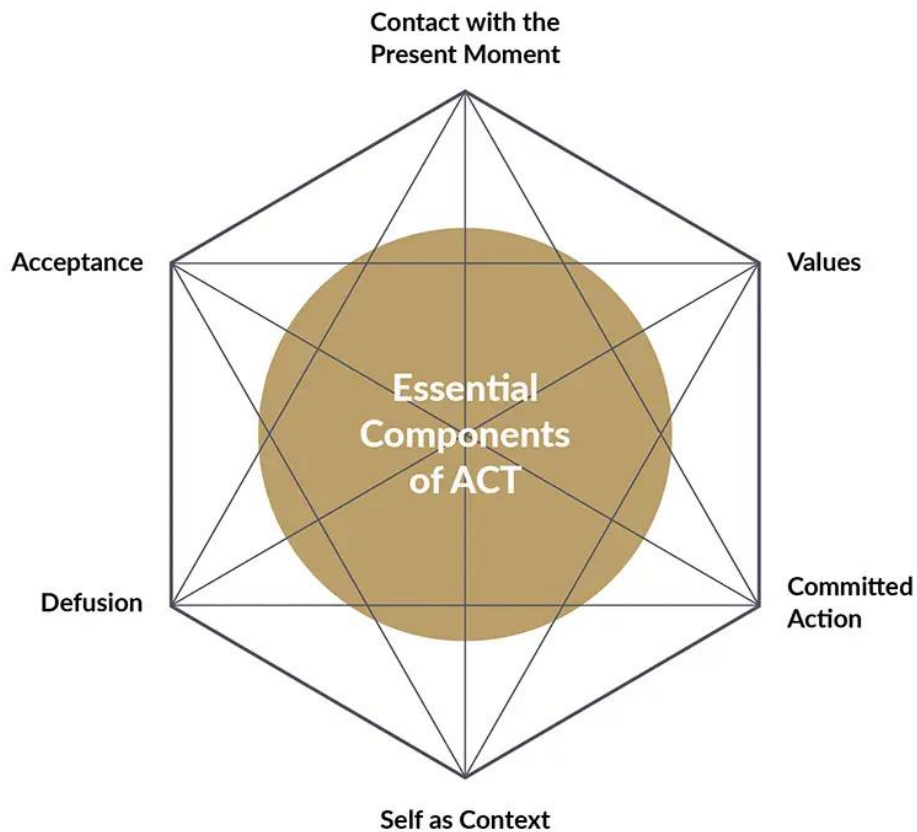 Contact with the
Present Moment
Acceptance
Values
Essential
Components
of ACT
Defusion
Committed
Action
Self as Context